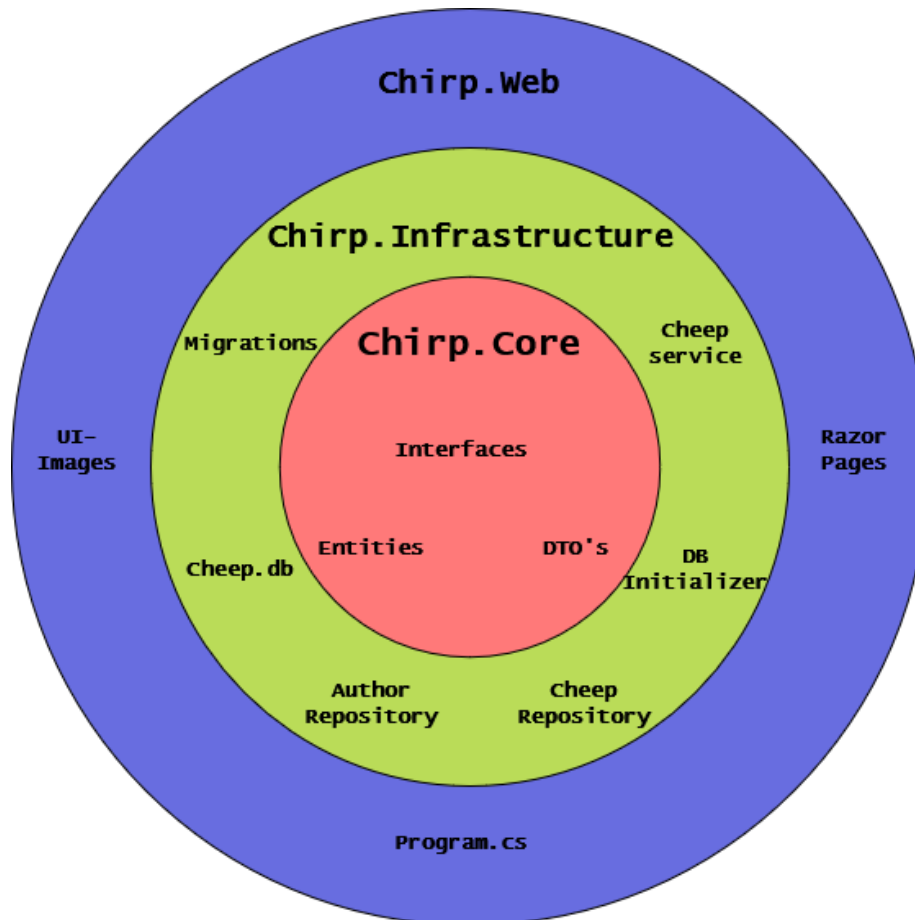 Chirp.Web
Chirp.Infrastructure
Migrations
Cheep
service
Chirp.Core
Interfaces
UI-
Images
Razor
Pages
Entities
DTO's
Cheep.db
DB
Initializer
Author
Repository
Cheep
Repository
Program.cs